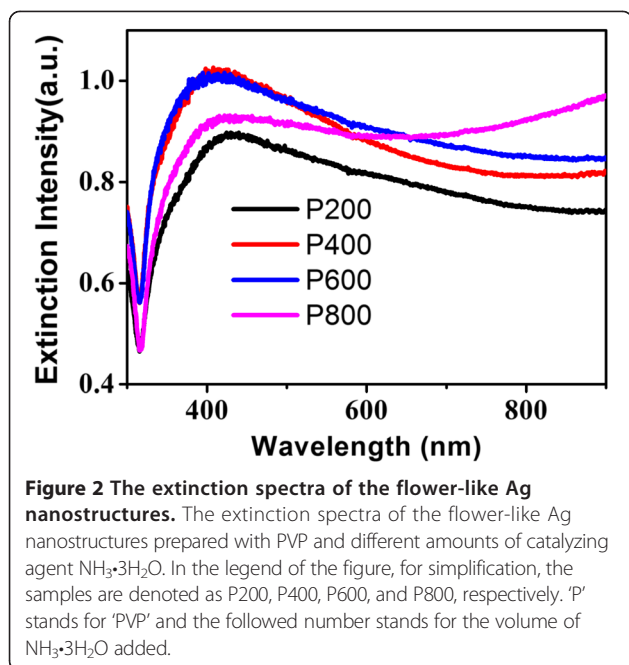 1.0
0.8
0.6
0.4
Extinction Intensity(a.u.)
P200
P400
P600
P800
400 600 800
Wavelength (nm)
Figure 2 The extinction spectra of the flower-like Ag
nanostructures. The extinction spectra of the flower-like Ag
nanostructures prepared with PVP and different amounts of catalyzing
agent NH₃•3H₂O. In the legend of the figure, for simplification, the
samples are denoted as P200, P400, P600, and P800, respectively. ‘P’
stands for ‘PVP’ and the followed number stands for the volume of
NH₃•3H₂O added.